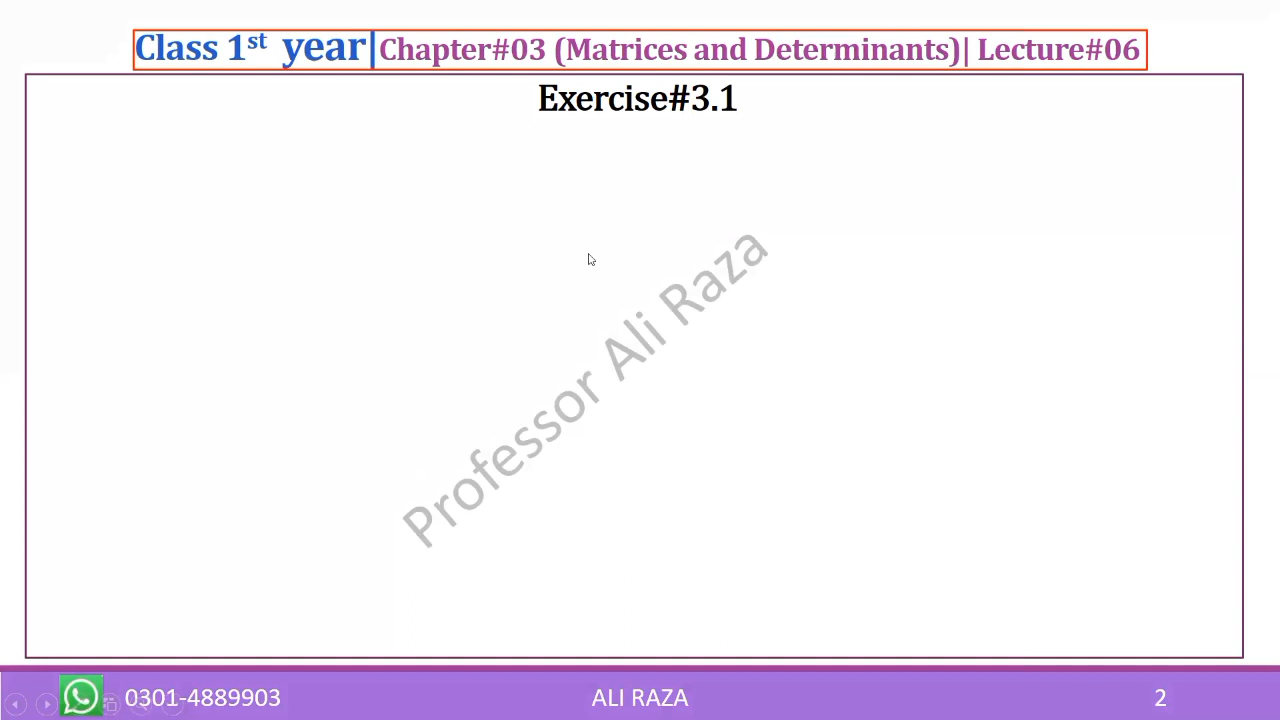 Class 1st year|Chapter#03 (Matrices and Determinants)| Lecture#06
Exercise#3.1
Professor Ali Raza
0301-4889903 ALI RAZA 2